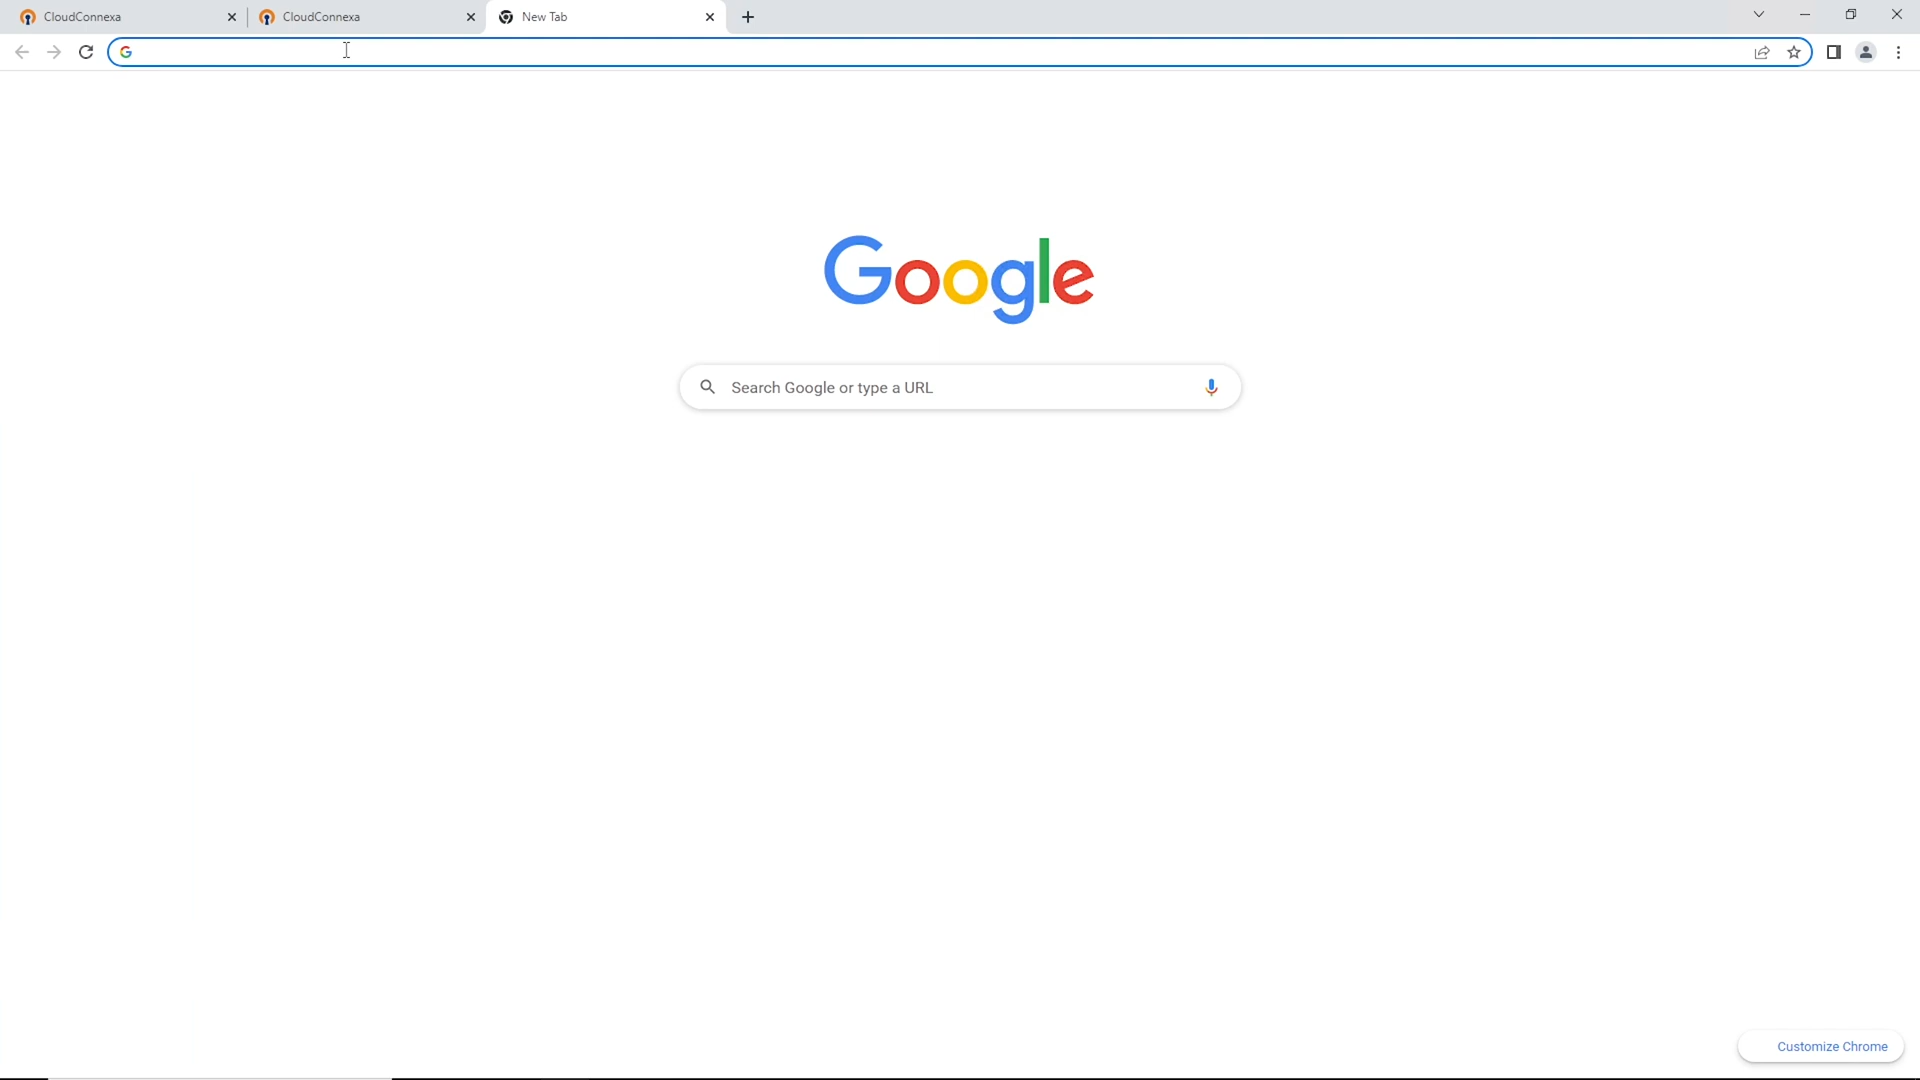 CloudConnexa
CloudConnexa
New Tab
Google
Search Google or type a URL
Customize Chrome